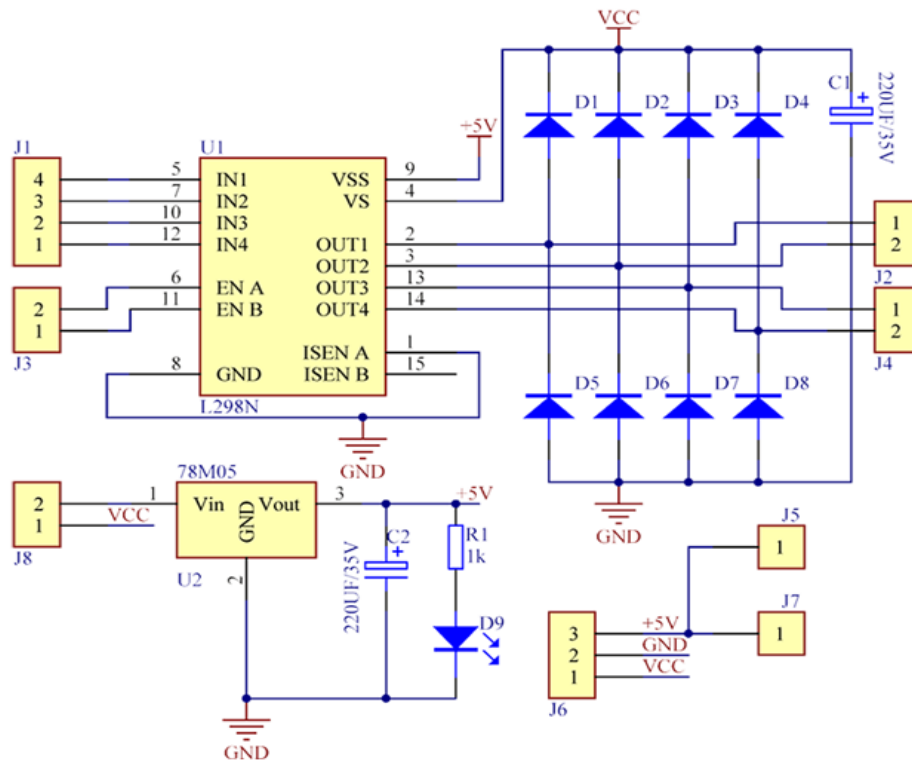 VCC
C1
220UF/35V
D1 D2 D3 D4
+5V
J1
U1
4 5 IN1 VSS 9
3 7 IN2 VS 4
2 10 IN3
1 12 IN4 OUT1 2
OUT2 3
6 EN A OUT3 13
11 EN B OUT4 14
2
1
J3
ISEN A 1
8 GND ISEN B 15
L298N
GND
1
2
J2
1
2
J4
D5 D6 D7 D8
GND
78M05
2 1 Vin Vout 3 +5V
1 VCC
J8
GND
U2
2
C2
220UF/35V
R1
1k
D9
GND
J5
1
J7
1
3 +5V
2 GND
1 VCC
J6